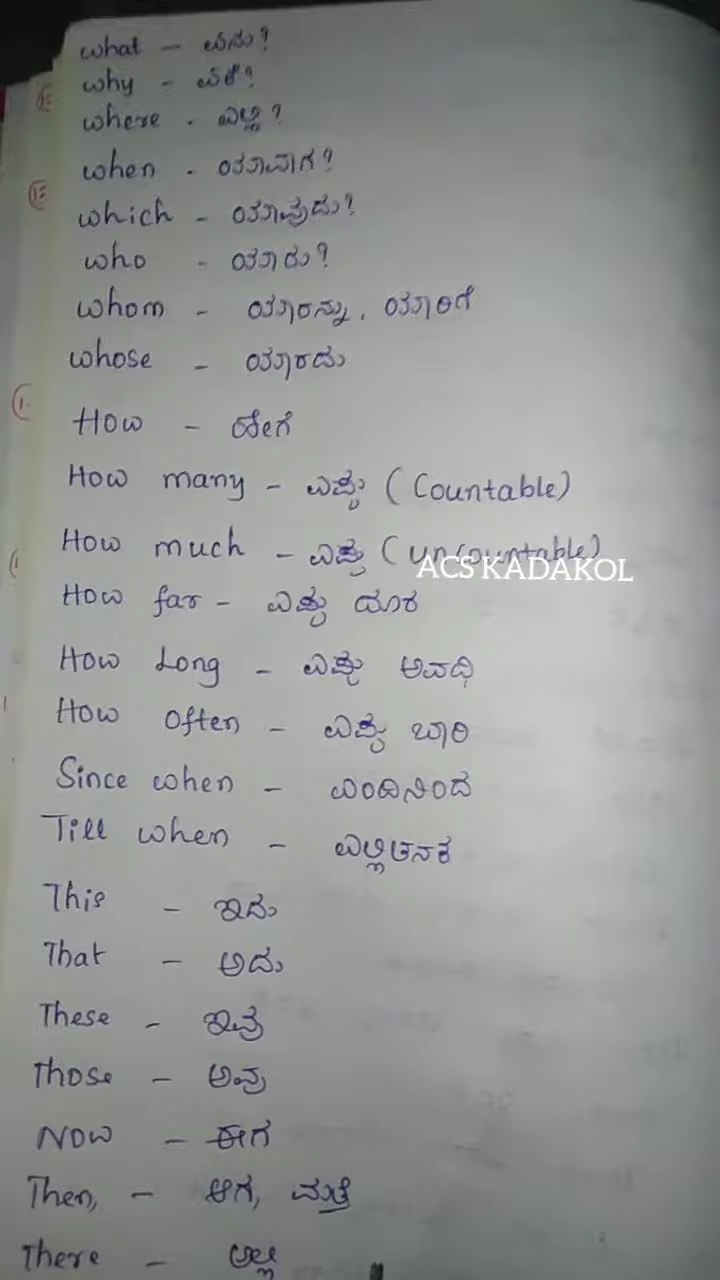 what - ಏನು?
why - ಏಕೆ?
where - ಎಲ್ಲಿ?
when - ಯಾವಾಗ?
which - ಯಾವುದು?
who - ಯಾರು?
whom - ಯಾರನ್ನು, ಯಾರಿಗೆ
whose - ಯಾರದು
How - ಹೇಗೆ
How many - ಎಷ್ಟು (Countable)
How much - ಎಷ್ಟು (uncountable)
ACS KADAKOL
How far - ಎಷ್ಟು ದೂರ
How Long - ಎಷ್ಟು ಅವಧಿ
How often - ಎಷ್ಟು ಬಾರಿ
Since when - ಎಂದಿನಿಂದ
Till when - ಎಲ್ಲಿತನಕ
This - ಇದು
That - ಅದು
These - ಇವು
Those - ಅವು
Now - ಈಗ
Then, - ಆಗ, ಮತ್ತೆ
There - ಅಲ್ಲಿ